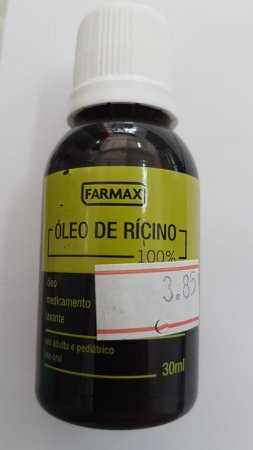 FARMAX
ÓLEO DE RÍCINO
100%
3.85
óleo
medicamento
laxante
uso adulto e pediátrico
uso oral
30ml